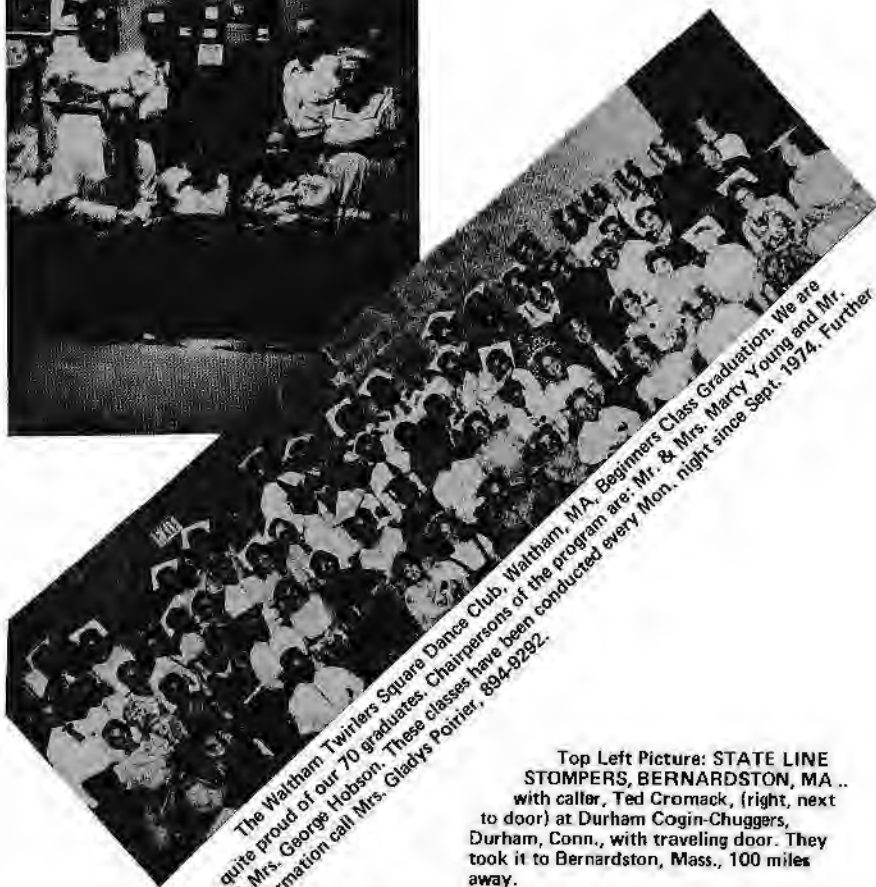 The Waltham Twirlers Square Dance Club, Waltham, MA, Beginners Class Graduation. We are
quite proud of our 70 graduates. Chairpersons of the program are: Mr. & Mrs. Marty Young and Mr.
Mrs. George Hobson. These classes have been conducted every Mon. night since Sept. 1974. Further
rmation call Mrs. Gladys Poirier, 894-9292.
Top Left Picture: STATE LINE
STOMPERS, BERNARDSTON, MA ..
with caller, Ted Cromack, (right, next
to door) at Durham Cogin-Chuggers,
Durham, Conn., with traveling door. They
took it to Bernardston, Mass., 100 miles
away.